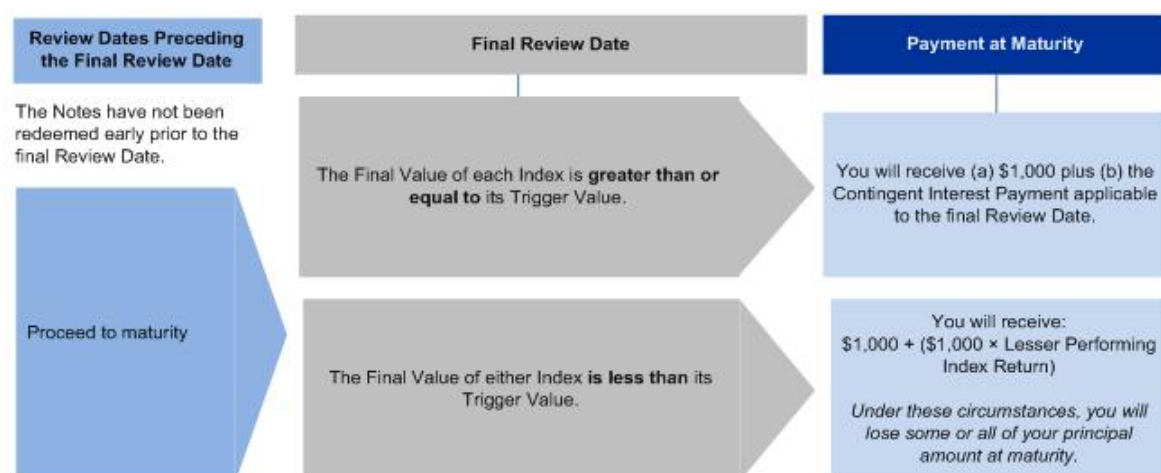 Review Dates Preceding
the Final Review Date
The Notes have not been
redeemed early prior to the
final Review Date.
Proceed to maturity
Final Review Date
The Final Value of each Index is greater than or
equal to its Trigger Value.
The Final Value of either Index is less than its
Trigger Value.
Payment at Maturity
You will receive (a) $1,000 plus (b) the
Contingent Interest Payment applicable
to the final Review Date.
You will receive:
$1,000 + ($1,000 × Lesser Performing
Index Return)
Under these circumstances, you will
lose some or all of your principal
amount at maturity.